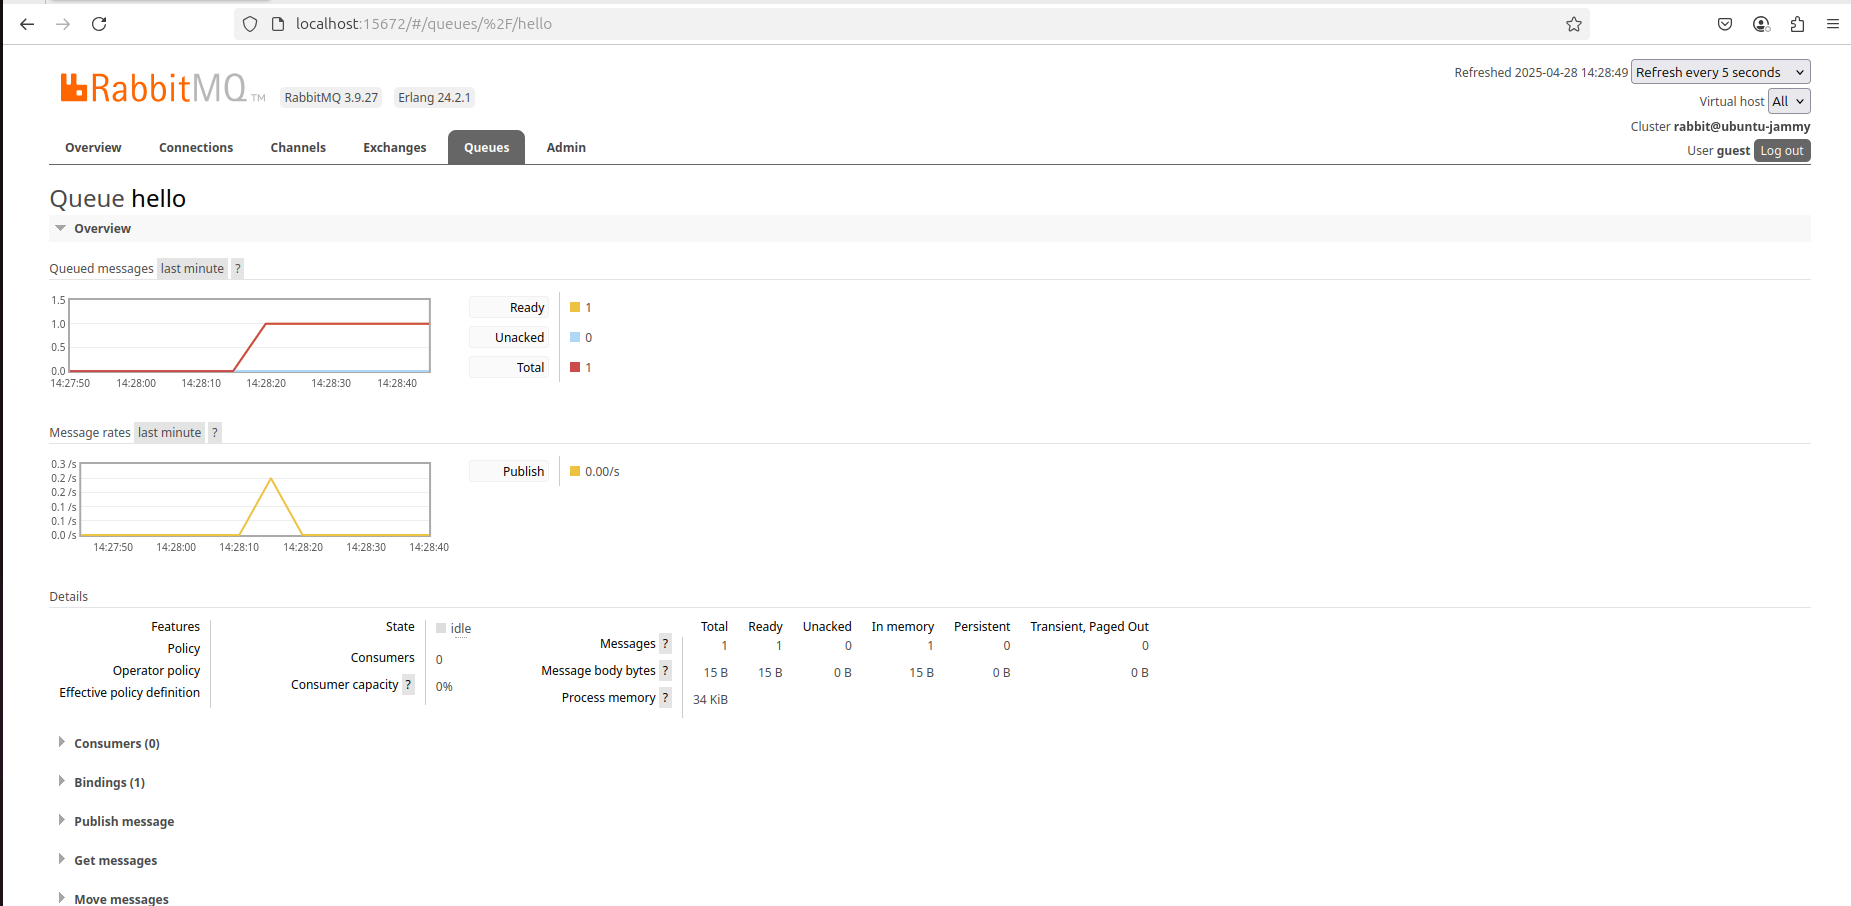 localhost:15672/#/queues/%2F/hello
RabbitMQ TM RabbitMQ 3.9.27 Erlang 24.2.1
Refreshed 2025-04-28 14:28:49 Refresh every 5 seconds
Virtual host All
Cluster rabbit@ubuntu-jammy
User guest Log out
Overview Connections Channels Exchanges Queues Admin
Queue hello
Overview
Queued messages last minute ?
1.5
1.0
0.5
0.0
14:27:50 14:28:00 14:28:10 14:28:20 14:28:30 14:28:40
Ready 1
Unacked 0
Total 1
Message rates last minute ?
0.3 /s
0.2 /s
0.2 /s
0.1 /s
0.1 /s
0.0 /s
14:27:50 14:28:00 14:28:10 14:28:20 14:28:30 14:28:40
Publish 0.00/s
Details
Features
Policy
Operator policy
Effective policy definition
State idle
Consumers 0
Consumer capacity ? 0%
Total Ready Unacked In memory Persistent Transient, Paged Out
Messages ? 1 1 0 1 0 0
Message body bytes ? 15 B 15 B 0 B 15 B 0 B 0 B
Process memory ? 34 KiB
Consumers (0)
Bindings (1)
Publish message
Get messages
Move messages